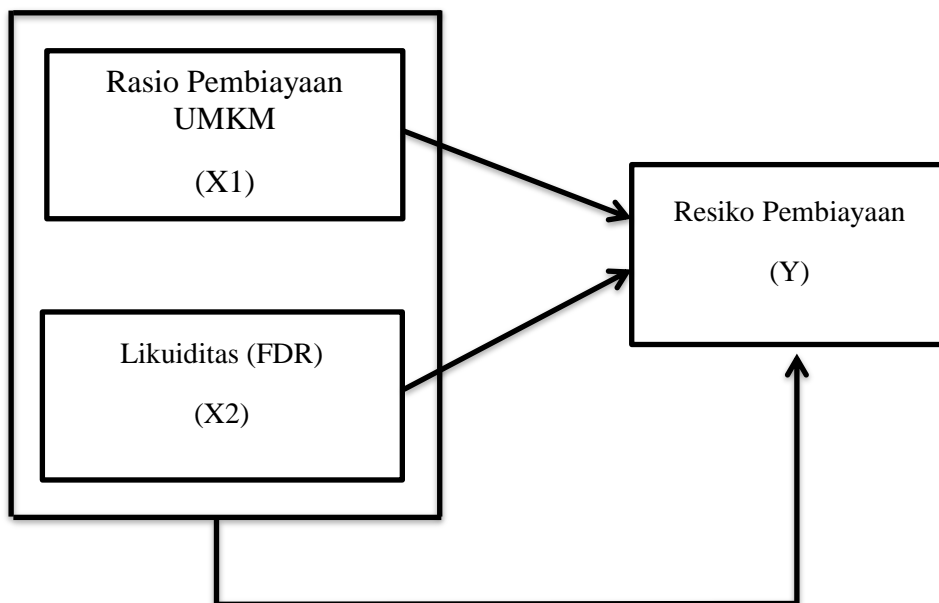 Rasio Pembiayaan
UMKM
(X1)
Resiko Pembiayaan
(Y)
Likuiditas (FDR)
(X2)